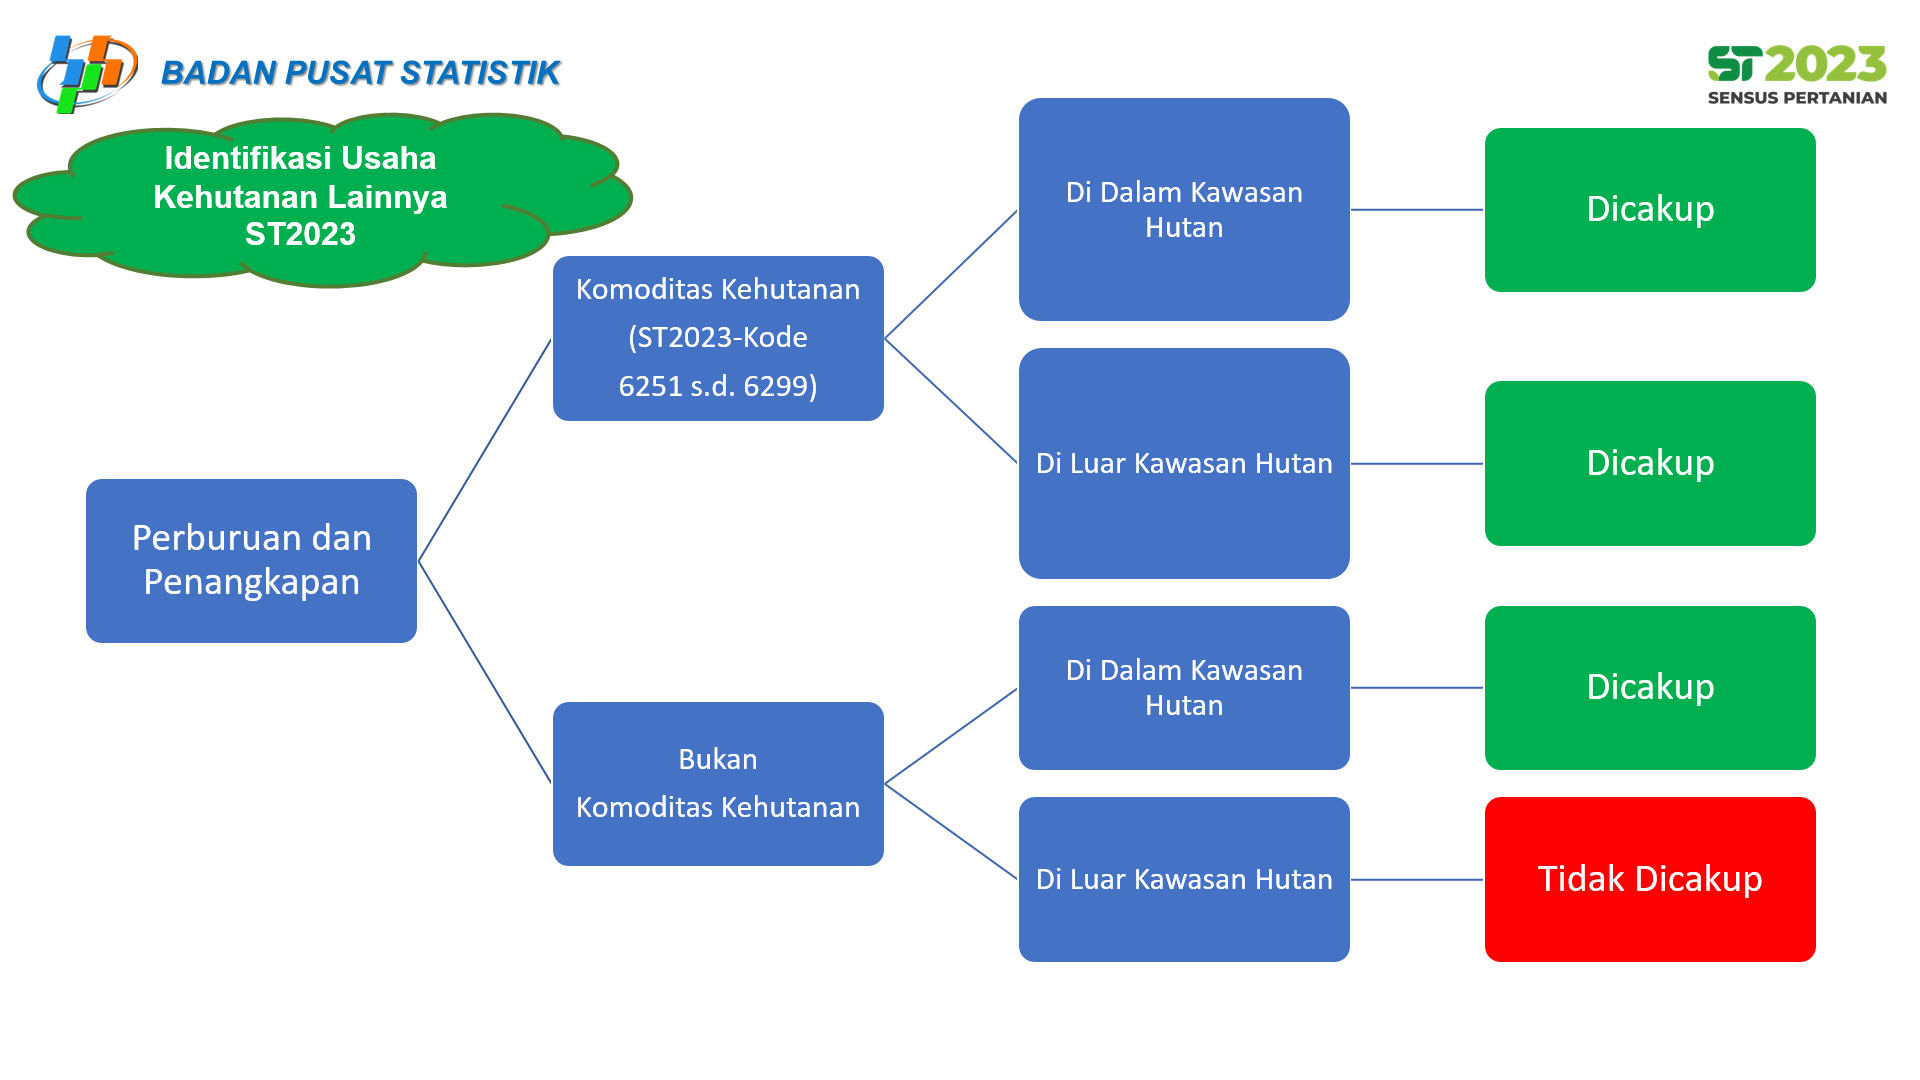 BADAN PUSAT STATISTIK
ST2023
SENSUS PERTANIAN
Identifikasi Usaha
Kehutanan Lainnya
ST2023
Perburuan dan
Penangkapan
Komoditas Kehutanan
(ST2023-Kode
6251 s.d. 6299)
Di Dalam Kawasan
Hutan
Dicakup
Di Luar Kawasan Hutan
Dicakup
Bukan
Komoditas Kehutanan
Di Dalam Kawasan
Hutan
Dicakup
Di Luar Kawasan Hutan
Tidak Dicakup